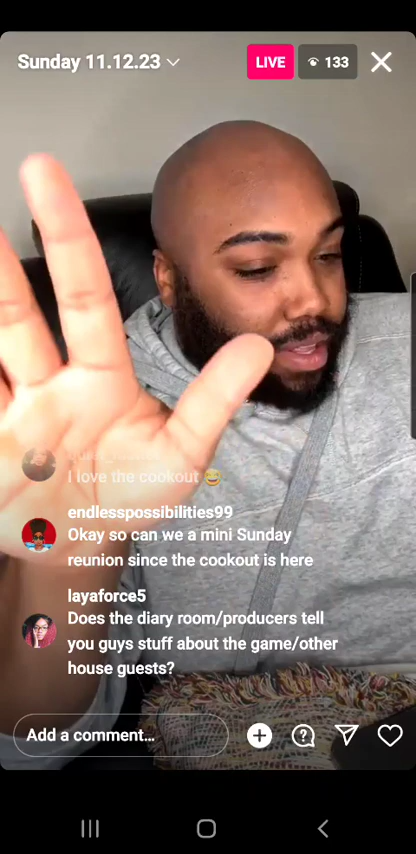 Sunday 11.12.23
LIVE
133
I love the cookout 😂
endlesspossibilities99
Okay so can we a mini Sunday
reunion since the cookout is here
layaforce5
Does the diary room/producers tell
you guys stuff about the game/other
house guests?
Add a comment...